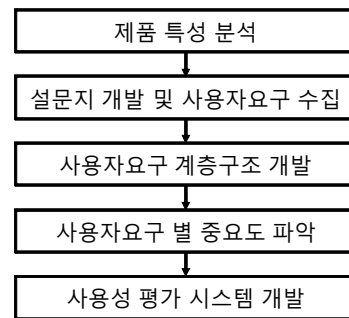 제품 특성 분석
설문지 개발 및 사용자요구 수집
사용자요구 계층구조 개발
사용자요구 별 중요도 파악
사용성 평가 시스템 개발